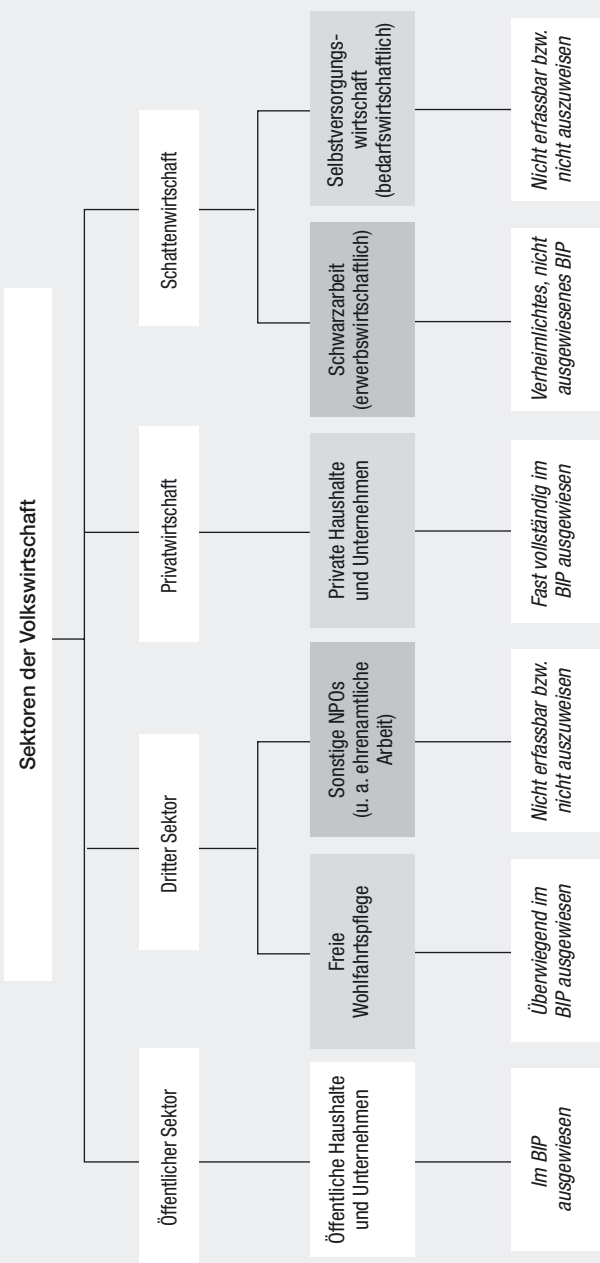 Sektoren der Volkswirtschaft
Öffentlicher Sektor
Dritter Sektor
Privatwirtschaft
Schattenwirtschaft
Öffentliche Haushalte
und Unternehmen
Freie
Wohlfahrtspflege
Sonstige NPOs
(u. a. ehrenamtliche
Arbeit)
Private Haushalte
und Unternehmen
Schwarzarbeit
(erwerbswirtschaftlich)
Selbstversorgungs-
wirtschaft
(bedarfswirtschaftlich)
Im BIP
ausgewiesen
Überwiegend im
BIP ausgewiesen
Nicht erfassbar bzw.
nicht auszuweisen
Fast vollständig im
BIP ausgewiesen
Verheimlichtes, nicht
ausgewiesenes BIP
Nicht erfassbar bzw.
nicht auszuweisen